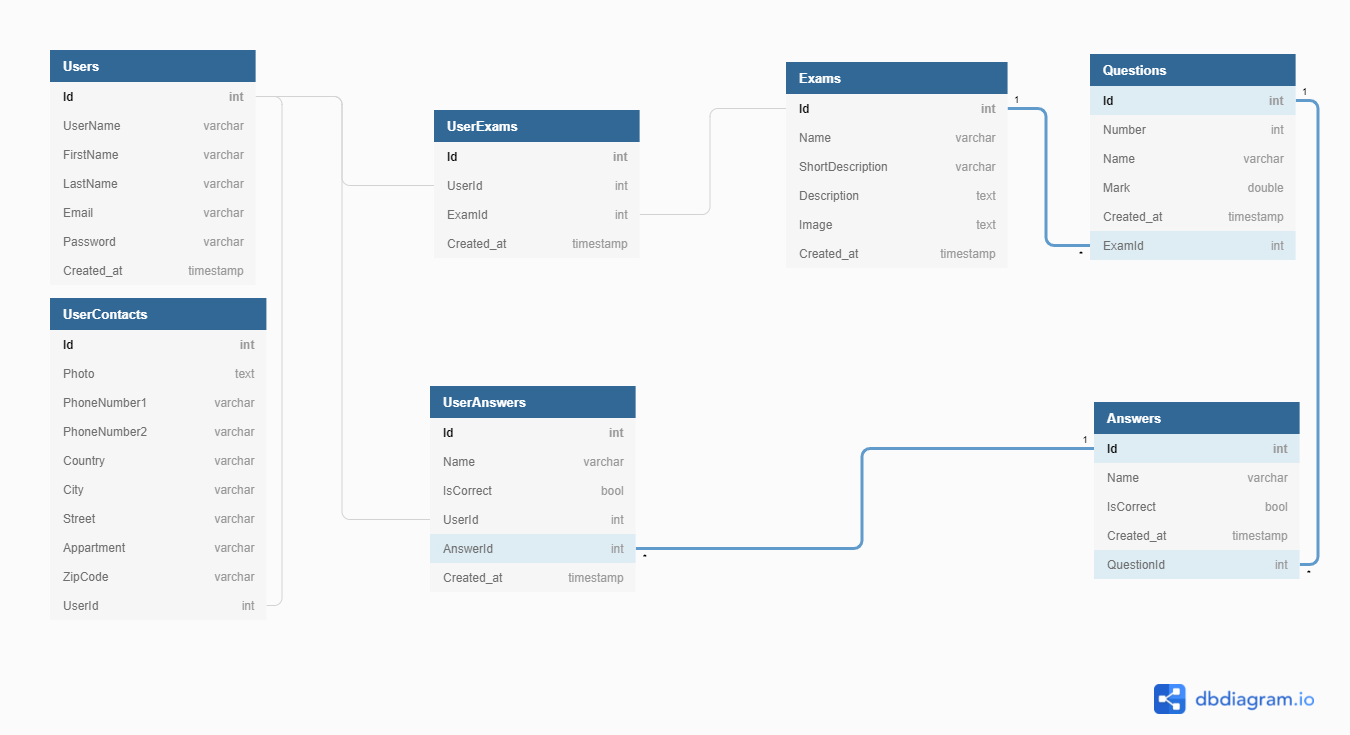 Users
Id int
UserName varchar
FirstName varchar
LastName varchar
Email varchar
Password varchar
Created_at timestamp
UserContacts
Id int
Photo text
PhoneNumber1 varchar
PhoneNumber2 varchar
Country varchar
City varchar
Street varchar
Appartment varchar
ZipCode varchar
UserId int
UserExams
Id int
UserId int
ExamId int
Created_at timestamp
UserAnswers
Id int
Name varchar
IsCorrect bool
UserId int
AnswerId int
*
Created_at timestamp
Exams
Id int
1
Name varchar
ShortDescription varchar
Description text
Image text
Created_at timestamp
Questions
Id int
1
Number int
Name varchar
Mark double
Created_at timestamp
ExamId int
*
Answers
1
Id int
Name varchar
IsCorrect bool
Created_at timestamp
QuestionId int
*
dbdiagram.io